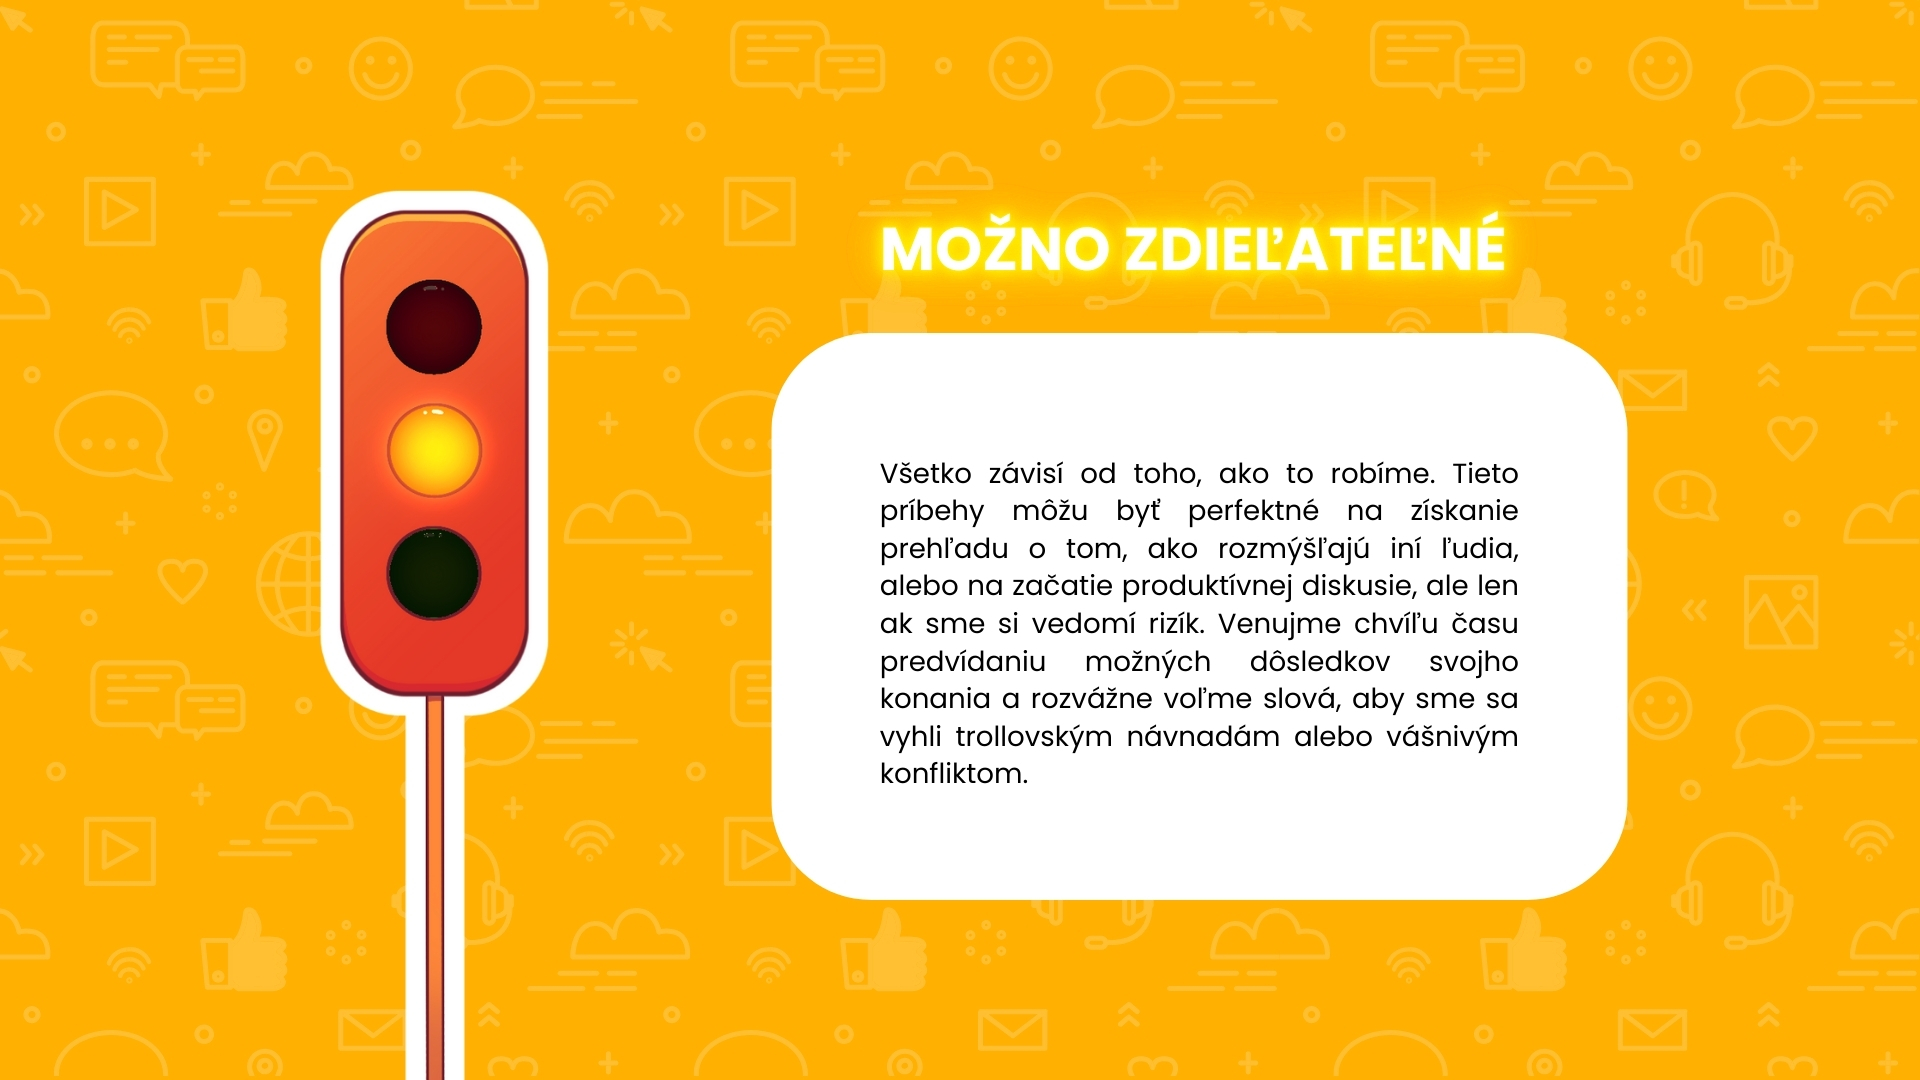 MOŽNO ZDIEĽATEĽNÉ
Všetko závisí od toho, ako to robíme. Tieto
príbehy môžu byť perfektné na získanie
prehľadu o tom, ako rozmýšľajú iní ľudia,
alebo na začatie produktívnej diskusie, ale len
ak sme si vedomí rizík. Venujme chvíľu času
predvídaniu možných dôsledkov svojho
konania a rozvážne voľme slová, aby sme sa
vyhli trollovským návnadám alebo vášnivým
konfliktom.